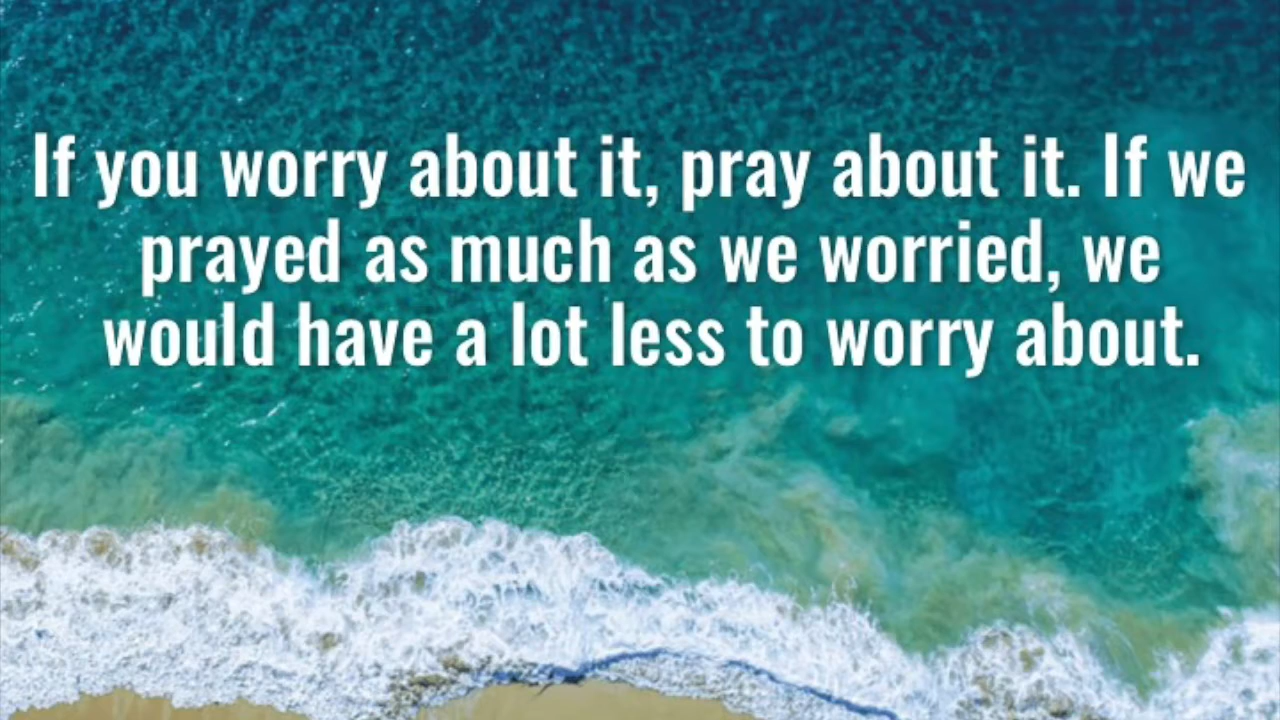 If you worry about it, pray about it. If we
prayed as much as we worried, we
would have a lot less to worry about.